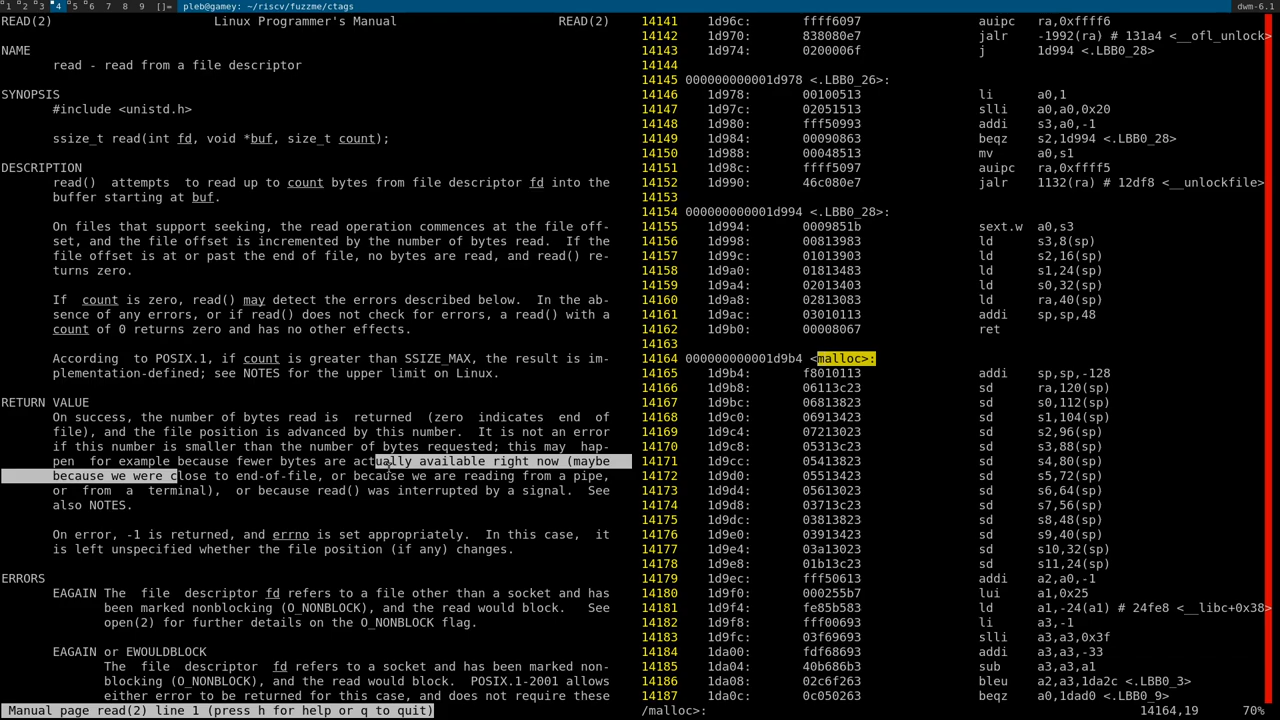 1 2 3 4 5 6 7 8 9 []= pleb@gamey: ~/riscv/fuzzme/ctags dwm-6.1
READ(2) Linux Programmer's Manual READ(2)
NAME
read - read from a file descriptor
SYNOPSIS
#include <unistd.h>
ssize_t read(int fd, void *buf, size_t count);
DESCRIPTION
read() attempts to read up to count bytes from file descriptor fd into the
buffer starting at buf.
On files that support seeking, the read operation commences at the file off-
set, and the file offset is incremented by the number of bytes read. If the
file offset is at or past the end of file, no bytes are read, and read() re-
turns zero.
If count is zero, read() may detect the errors described below. In the ab-
sence of any errors, or if read() does not check for errors, a read() with a
count of 0 returns zero and has no other effects.
According to POSIX.1, if count is greater than SSIZE_MAX, the result is im-
plementation-defined; see NOTES for the upper limit on Linux.
RETURN VALUE
On success, the number of bytes read is returned (zero indicates end of
file), and the file position is advanced by this number. It is not an error
if this number is smaller than the number of bytes requested; this may hap-
pen for example because fewer bytes are actually available right now (maybe
because we were close to end-of-file, or because we are reading from a pipe,
or from a terminal), or because read() was interrupted by a signal. See
also NOTES.
On error, -1 is returned, and errno is set appropriately. In this case, it
is left unspecified whether the file position (if any) changes.
ERRORS
EAGAIN The file descriptor fd refers to a file other than a socket and has
been marked nonblocking (O_NONBLOCK), and the read would block. See
open(2) for further details on the O_NONBLOCK flag.
EAGAIN or EWOULDBLOCK
The file descriptor fd refers to a socket and has been marked non-
blocking (O_NONBLOCK), and the read would block. POSIX.1-2001 allows
either error to be returned for this case, and does not require these
Manual page read(2) line 1 (press h for help or q to quit)
14141 1d96c: ffff6097 auipc ra,0xffff6
14142 1d970: 838080e7 jalr -1992(ra) # 131a4 <__ofl_unlock>
14143 1d974: 0200006f j 1d994 <.LBB0_28>
14144
14145 000000000001d978 <.LBB0_26>:
14146 1d978: 00100513 li a0,1
14147 1d97c: 02051513 slli a0,a0,0x20
14148 1d980: fff50993 addi s3,a0,-1
14149 1d984: 00090863 beqz s2,1d994 <.LBB0_28>
14150 1d988: 00048513 mv a0,s1
14151 1d98c: ffff5097 auipc ra,0xffff5
14152 1d990: 46c080e7 jalr 1132(ra) # 12df8 <__unlockfile>
14153
14154 000000000001d994 <.LBB0_28>:
14155 1d994: 0009851b sext.w a0,s3
14156 1d998: 00813983 ld s3,8(sp)
14157 1d99c: 01013903 ld s2,16(sp)
14158 1d9a0: 01813483 ld s1,24(sp)
14159 1d9a4: 02013403 ld s0,32(sp)
14160 1d9a8: 02813083 ld ra,40(sp)
14161 1d9ac: 03010113 addi sp,sp,48
14162 1d9b0: 00008067 ret
14163
14164 000000000001d9b4 <malloc>:
14165 1d9b4: f8010113 addi sp,sp,-128
14166 1d9b8: 06113c23 sd ra,120(sp)
14167 1d9bc: 06813823 sd s0,112(sp)
14168 1d9c0: 06913423 sd s1,104(sp)
14169 1d9c4: 07213023 sd s2,96(sp)
14170 1d9c8: 05313c23 sd s3,88(sp)
14171 1d9cc: 05413823 sd s4,80(sp)
14172 1d9d0: 05513423 sd s5,72(sp)
14173 1d9d4: 05613023 sd s6,64(sp)
14174 1d9d8: 03713c23 sd s7,56(sp)
14175 1d9dc: 03813823 sd s8,48(sp)
14176 1d9e0: 03913423 sd s9,40(sp)
14177 1d9e4: 03a13023 sd s10,32(sp)
14178 1d9e8: 01b13c23 sd s11,24(sp)
14179 1d9ec: fff50613 addi a2,a0,-1
14180 1d9f0: 000255b7 lui a1,0x25
14181 1d9f4: fe85b583 ld a1,-24(a1) # 24fe8 <__libc+0x38>
14182 1d9f8: fff00693 li a3,-1
14183 1d9fc: 03f69693 slli a3,a3,0x3f
14184 1da00: fdf68693 addi a3,a3,-33
14185 1da04: 40b686b3 sub a3,a3,a1
14186 1da08: 02c6f263 bleu a2,a3,1da2c <.LBB0_3>
14187 1da0c: 0c050263 beqz a0,1dad0 <.LBB0_9>
/malloc>: 14164,19 70%